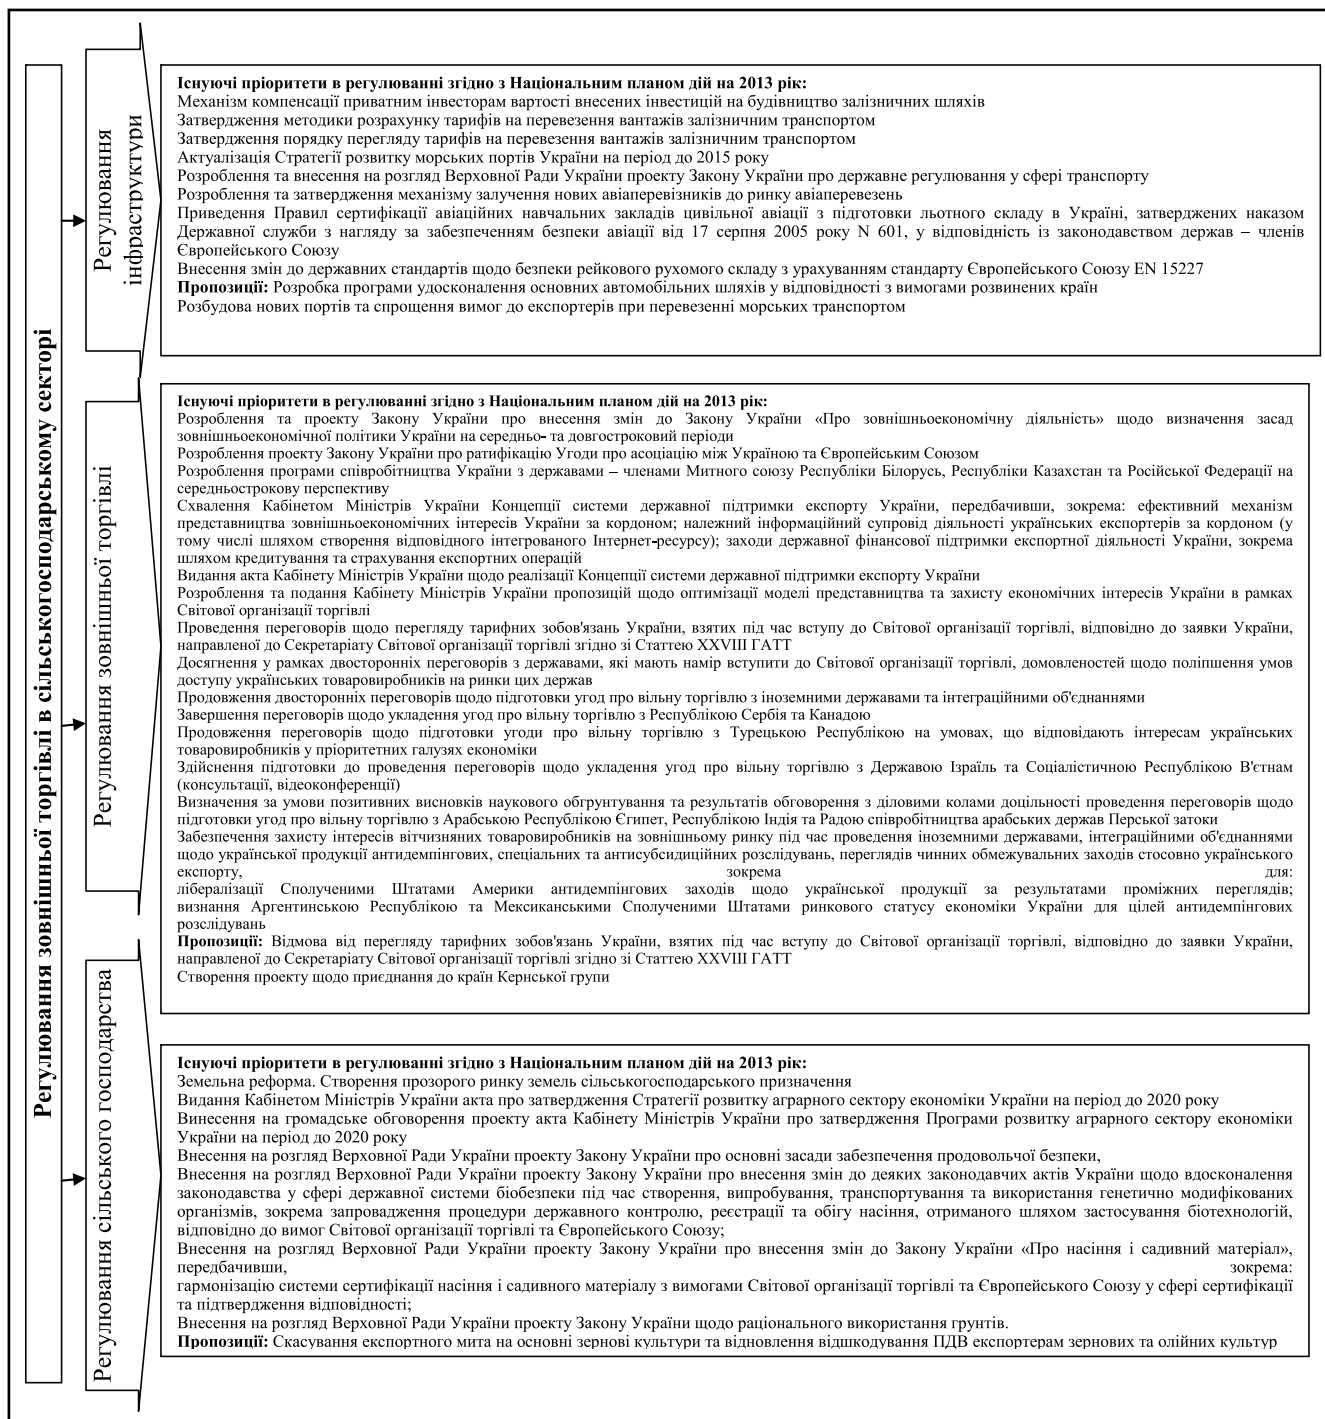 Регулювання зовнішньої торгівлі в сільськогосподарському секторі
Регулювання
інфраструктури
Існуючі пріоритети в регулюванні згідно з Національним планом дій на 2013 рік:
Механізм компенсації приватним інвесторам вартості внесених інвестицій на будівництво залізничних шляхів
Затвердження методики розрахунку тарифів на перевезення вантажів залізничним транспортом
Затвердження порядку перегляду тарифів на перевезення вантажів залізничним транспортом
Актуалізація Стратегії розвитку морських портів України на період до 2015 року
Розроблення та внесення на розгляд Верховної Ради України проекту Закону України про державне регулювання у сфері транспорту
Розроблення та затвердження механізму залучення нових авіаперевізників до ринку авіаперевезень
Приведення Правил сертифікації авіаційних навчальних закладів цивільної авіації з підготовки льотного складу в Україні, затверджених наказом
Державної служби з нагляду за забезпеченням безпеки авіації від 17 серпня 2005 року N 601, у відповідність із законодавством держав – членів
Європейського Союзу
Внесення змін до державних стандартів щодо безпеки рейкового рухомого складу з урахуванням стандарту Європейського Союзу EN 15227
Пропозиції: Розробка програми удосконалення основних автомобільних шляхів у відповідності з вимогами розвинених країн
Розбудова нових портів та спрощення вимог до експортерів при перевезенні морських транспортом
Регулювання зовнішньої торгівлі
Існуючі пріоритети в регулюванні згідно з Національним планом дій на 2013 рік:
Розроблення та проекту Закону України про внесення змін до Закону України «Про зовнішньоекономічну діяльність» щодо визначення засад
зовнішньоекономічної політики України на середньо- та довгостроковий періоди
Розроблення проекту Закону України про ратифікацію Угоди про асоціацію між Україною та Європейським Союзом
Розроблення програми співробітництва України з державами – членами Митного союзу Республіки Білорусь, Республіки Казахстан та Російської Федерації на
середньострокову перспективу
Схвалення Кабінетом Міністрів України Концепції системи державної підтримки експорту України, передбачивши, зокрема: ефективний механізм
представництва зовнішньоекономічних інтересів України за кордоном; належний інформаційний супровід діяльності українських експортерів за кордоном (у
тому числі шляхом створення відповідного інтегрованого Інтернет-ресурсу); заходи державної фінансової підтримки експортної діяльності України, зокрема
шляхом кредитування та страхування експортних операцій
Видання акта Кабінету Міністрів України щодо реалізації Концепції системи державної підтримки експорту України
Розроблення та подання Кабінету Міністрів України пропозицій щодо оптимізації моделі представництва та захисту економічних інтересів України в рамках
Світової організації торгівлі
Проведення переговорів щодо перегляду тарифних зобов'язань України, взятих під час вступу до Світової організації торгівлі, відповідно до заявки України,
направленої до Секретаріату Світової організації торгівлі згідно зі Статтею XXVIII ГАТТ
Досягнення у рамках двосторонніх переговорів з державами, які мають намір вступити до Світової організації торгівлі, домовленостей щодо поліпшення умов
доступу українських товаровиробників на ринки цих держав
Продовження двосторонніх переговорів щодо підготовки угод про вільну торгівлю з іноземними державами та інтеграційними об'єднаннями
Завершення переговорів щодо укладення угод про вільну торгівлю з Республікою Сербія та Канадою
Продовження переговорів щодо підготовки угоди про вільну торгівлю з Турецькою Республікою на умовах, що відповідають інтересам українських
товаровиробників у пріоритетних галузях економіки
Здійснення підготовки до проведення переговорів щодо укладення угод про вільну торгівлю з Державою Ізраїль та Соціалістичною Республікою В'єтнам
(консультації, відеоконференції)
Визначення за умови позитивних висновків наукового обгрунтування та результатів обговорення з діловими колами доцільності проведення переговорів щодо
підготовки угод про вільну торгівлю з Арабською Республікою Єгипет, Республікою Індія та Радою співробітництва арабських держав Перської затоки
Забезпечення захисту інтересів вітчизняних товаровиробників на зовнішньому ринку під час проведення іноземними державами, інтеграційними об'єднаннями
щодо української продукції антидемпінгових, спеціальних та антисубсидиційних розслідувань, переглядів чинних обмежувальних заходів стосовно українського
експорту, зокрема для:
лібералізації Сполученими Штатами Америки антидемпінгових заходів щодо української продукції за результатами проміжних переглядів;
визнання Аргентинською Республікою та Мексиканськими Сполученими Штатами ринкового статусу економіки України для цілей антидемпінгових
розслідувань
Пропозиції: Відмова від перегляду тарифних зобов'язань України, взятих під час вступу до Світової організації торгівлі, відповідно до заявки України,
направленого до Секретаріату Світової організації торгівлі згідно зі Статтею XXVIII ГАТТ
Створення проекту щодо приєднання до країн Кернської групи
Регулювання сільського господарства
Існуючі пріоритети в регулюванні згідно з Національним планом дій на 2013 рік:
Земельна реформа. Створення прозорого ринку земель сільськогосподарського призначення
Видання Кабінетом Міністрів України акта про затвердження Стратегії розвитку аграрного сектору економіки України на період до 2020 року
Винесення на громадське обговорення проекту акта Кабінету Міністрів України про затвердження Програми розвитку аграрного сектору економіки
України на період до 2020 року
Внесення на розгляд Верховної Ради України проекту Закону України про основні засади забезпечення продовольчої безпеки,
Внесення на розгляд Верховної Ради України проекту Закону України про внесення змін до деяких законодавчих актів України щодо вдосконалення
законодавства у сфері державної системи біобезпеки під час створення, випробування, транспортування та використання генетично модифікованих
організмів, зокрема запровадження процедури державного контролю, реєстрації та обігу насіння, отриманого шляхом застосування біотехнологій,
відповідно до вимог Світової організації торгівлі та Європейського Союзу;
Внесення на розгляд Верховної Ради України проекту Закону України про внесення змін до Закону України «Про насіння і садивний матеріал»,
передбачивши, зокрема:
гармонізацію системи сертифікації насіння і садивного матеріалу з вимогами Світової організації торгівлі та Європейського Союзу у сфері сертифікації
та підтвердження відповідності;
Внесення на розгляд Верховної Ради України проекту Закону України щодо раціонального використання грунтів.
Пропозиції: Скасування експортного мита на основні зернові культури та відновлення відшкодування ПДВ експортерам зернових та олійних культур